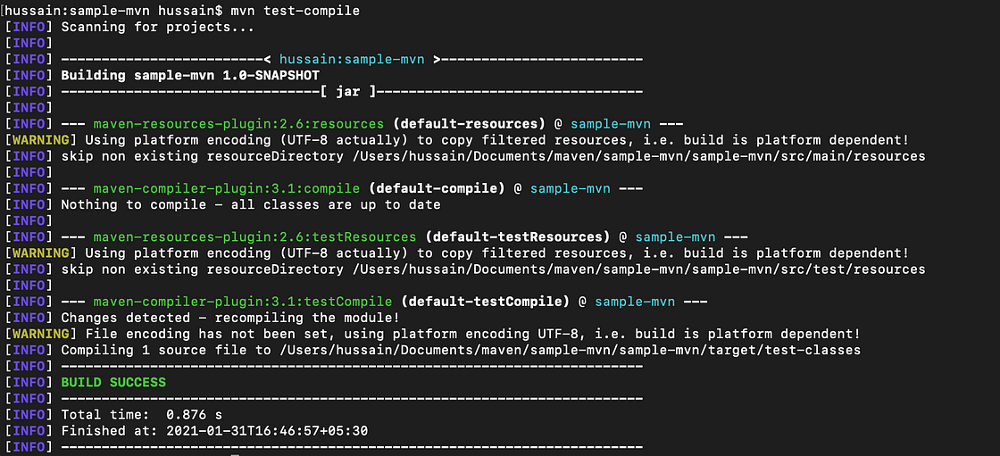 [hussain:sample-mvn hussain$ mvn test-compile
[INFO] Scanning for projects...
[INFO]
[INFO] -------------------------< hussain:sample-mvn >-------------------------
[INFO] Building sample-mvn 1.0-SNAPSHOT
[INFO] --------------------------------[ jar ]---------------------------------
[INFO]
[INFO] --- maven-resources-plugin:2.6:resources (default-resources) @ sample-mvn ---
[WARNING] Using platform encoding (UTF-8 actually) to copy filtered resources, i.e. build is platform dependent!
[INFO] skip non existing resourceDirectory /Users/hussain/Documents/maven/sample-mvn/sample-mvn/src/main/resources
[INFO]
[INFO] --- maven-compiler-plugin:3.1:compile (default-compile) @ sample-mvn ---
[INFO] Nothing to compile - all classes are up to date
[INFO]
[INFO] --- maven-resources-plugin:2.6:testResources (default-testResources) @ sample-mvn ---
[WARNING] Using platform encoding (UTF-8 actually) to copy filtered resources, i.e. build is platform dependent!
[INFO] skip non existing resourceDirectory /Users/hussain/Documents/maven/sample-mvn/sample-mvn/src/test/resources
[INFO]
[INFO] --- maven-compiler-plugin:3.1:testCompile (default-testCompile) @ sample-mvn ---
[INFO] Changes detected - recompiling the module!
[WARNING] File encoding has not been set, using platform encoding UTF-8, i.e. build is platform dependent!
[INFO] Compiling 1 source file to /Users/hussain/Documents/maven/sample-mvn/sample-mvn/target/test-classes
[INFO] ------------------------------------------------------------------------
[INFO] BUILD SUCCESS
[INFO] ------------------------------------------------------------------------
[INFO] Total time:  0.876 s
[INFO] Finished at: 2021-01-31T16:46:57+05:30
[INFO] ------------------------------------------------------------------------